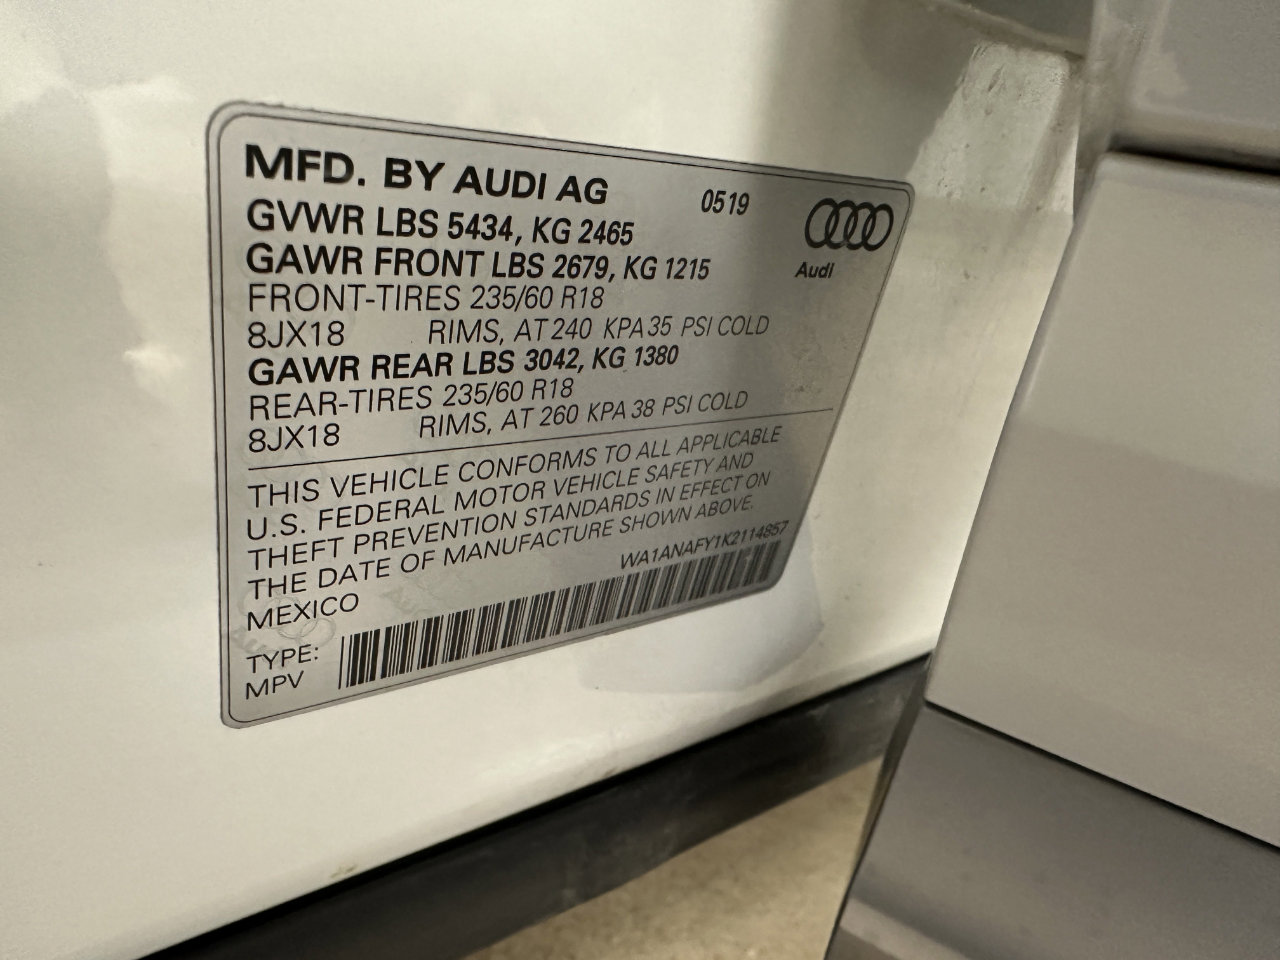 MFD. BY AUDI AG 0519
GVWR LBS 5434, KG 2465
GAWR FRONT LBS 2679, KG 1215
Audi
FRONT-TIRES 235/60 R18
8JX18 RIMS, AT 240 KPA 35 PSI COLD
GAWR REAR LBS 3042, KG 1380
REAR-TIRES 235/60 R18
8JX18 RIMS, AT 260 KPA 38 PSI COLD
THIS VEHICLE CONFORMS TO ALL APPLICABLE
U.S. FEDERAL MOTOR VEHICLE SAFETY AND
THEFT PREVENTION STANDARDS IN EFFECT ON
THE DATE OF MANUFACTURE SHOWN ABOVE.
MEXICO WA1ANAFY1K2114857
TYPE:
MPV